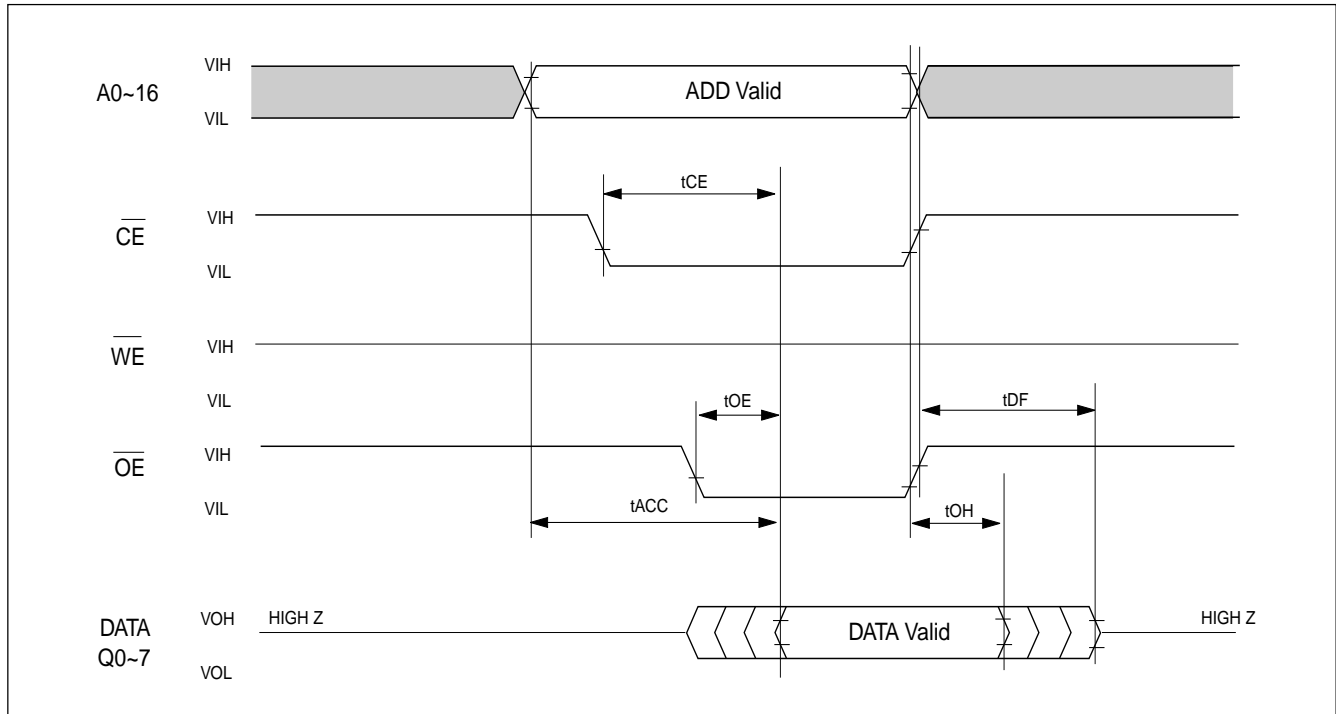 VIH
A0~16
ADD Valid
VIL
tCE
VIH
CE
VIL
WE
VIH
VIL
tOE
tDF
OE
VIH
VIL
tACC
tOH
DATA
Q0~7
VOH
HIGH Z
DATA Valid
HIGH Z
VOL